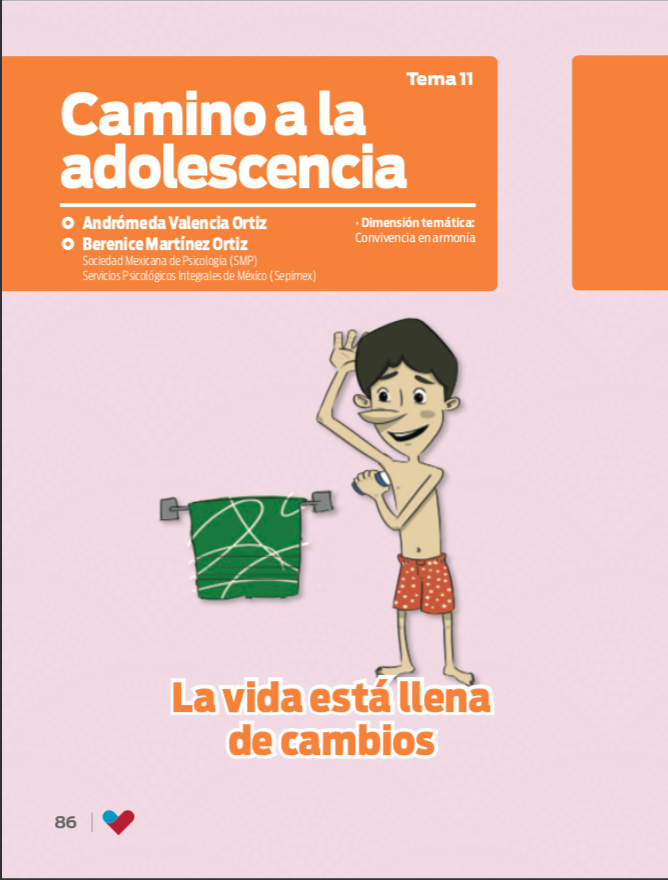 Tema 11
Camino a la
adolescencia
Andrómeda Valencia Ortiz
Berenice Martínez Ortiz
Sociedad Mexicana de Psicología (SMP)
Servicios Psicológicos Integrales de México (Sepimex)
· Dimensión temática:
Convivencia en armonía
La vida está llena
de cambios
86